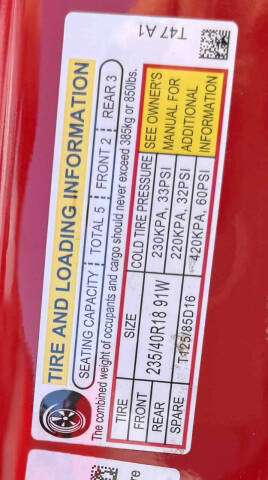 T47 A1
TIRE AND LOADING INFORMATION
SEATING CAPACITY TOTAL 5 FRONT 2 REAR 3
The combined weight of occupants and cargo should never exceed 385kg or 850lbs.
TIRE SIZE COLD TIRE PRESSURE SEE OWNER'S MANUAL FOR ADDITIONAL INFORMATION
FRONT 235/40R18 91W 230KPA, 33PSI
REAR 220KPA, 32PSI
SPARE T125/85D16 420KPA, 60PSI